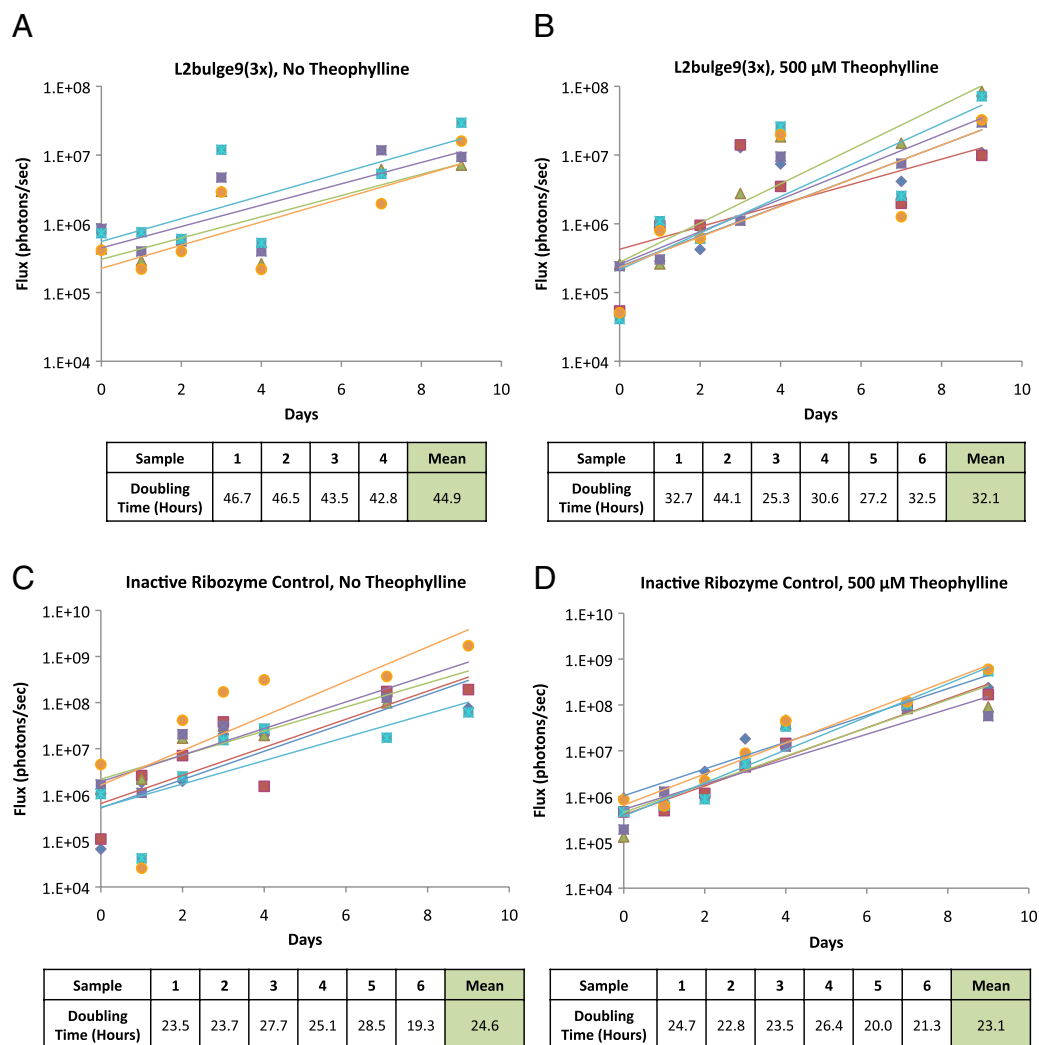 A
L2bulge9(3x), No Theophylline
Flux (photons/sec)
1.E+08
1.E+07
1.E+06
1.E+05
1.E+04
0 2 4 6 8 10
Days
Sample 1 2 3 4 Mean
Doubling Time (Hours) 46.7 46.5 43.5 42.8 44.9
B
L2bulge9(3x), 500 µM Theophylline
Flux (photons/sec)
1.E+08
1.E+07
1.E+06
1.E+05
1.E+04
0 2 4 6 8 10
Days
Sample 1 2 3 4 5 6 Mean
Doubling Time (Hours) 32.7 44.1 25.3 30.6 27.2 32.5 32.1
C
Inactive Ribozyme Control, No Theophylline
Flux (photons/sec)
1.E+10
1.E+09
1.E+08
1.E+07
1.E+06
1.E+05
1.E+04
0 2 4 6 8 10
Days
Sample 1 2 3 4 5 6 Mean
Doubling Time (Hours) 23.5 23.7 27.7 25.1 28.5 19.3 24.6
D
Inactive Ribozyme Control, 500 µM Theophylline
Flux (photons/sec)
1.E+10
1.E+09
1.E+08
1.E+07
1.E+06
1.E+05
1.E+04
0 2 4 6 8 10
Days
Sample 1 2 3 4 5 6 Mean
Doubling Time (Hours) 24.7 22.8 23.5 26.4 20.0 21.3 23.1